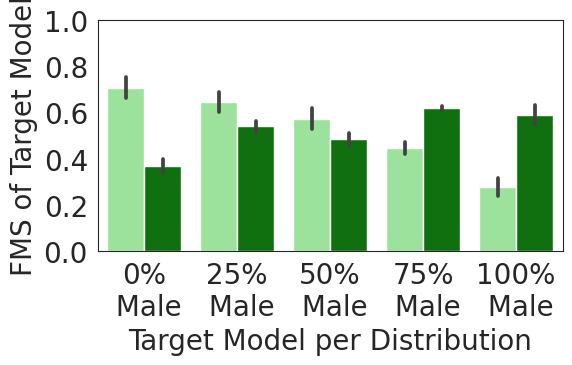 FMS of Target Model
1.0
0.8
0.6
0.4
0.2
0.0
0% 25% 50% 75% 100%
Male Male Male Male Male
Target Model per Distribution